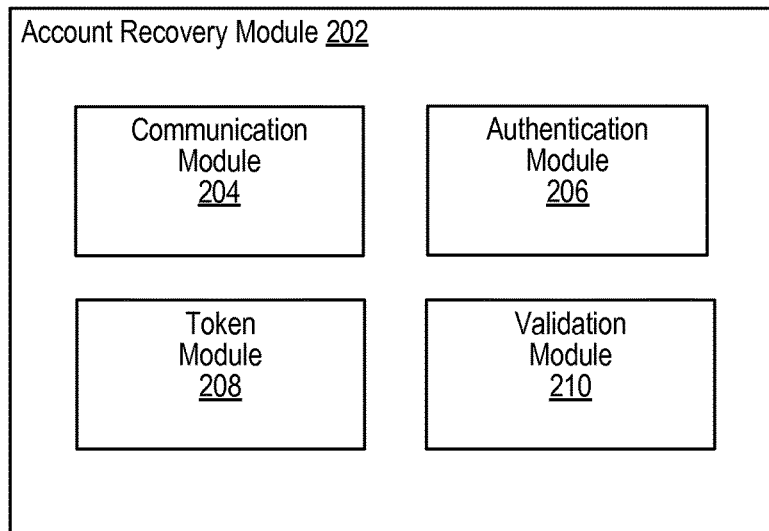 Account Recovery Module 202
Communication
Module
204
Authentication
Module
206
Token
Module
208
Validation
Module
210